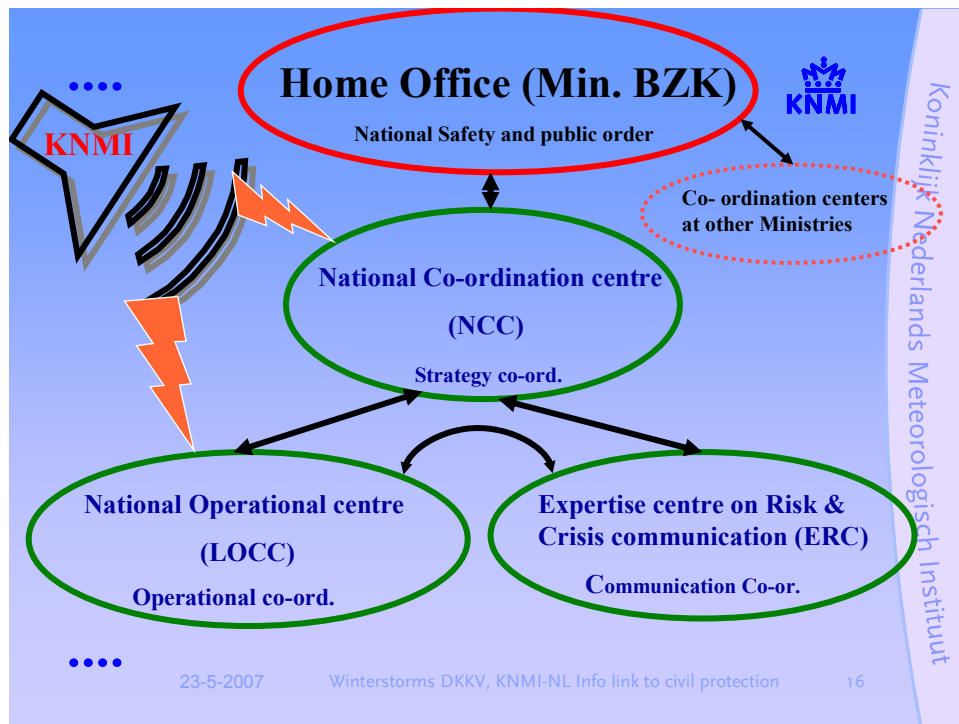 Home Office (Min. BZK)
National Safety and public order
KNMI
KNMI
Co- ordination centers
at other Ministries
National Co-ordination centre
(NCC)
Strategy co-ord.
National Operational centre
(LOCC)
Operational co-ord.
Expertise centre on Risk &
Crisis communication (ERC)
Communication Co-or.
Koninklijk Nederlands Meteorologisch Instituut
23-5-2007
Winterstorms DKKV, KNMI-NL Info link to civil protection
16